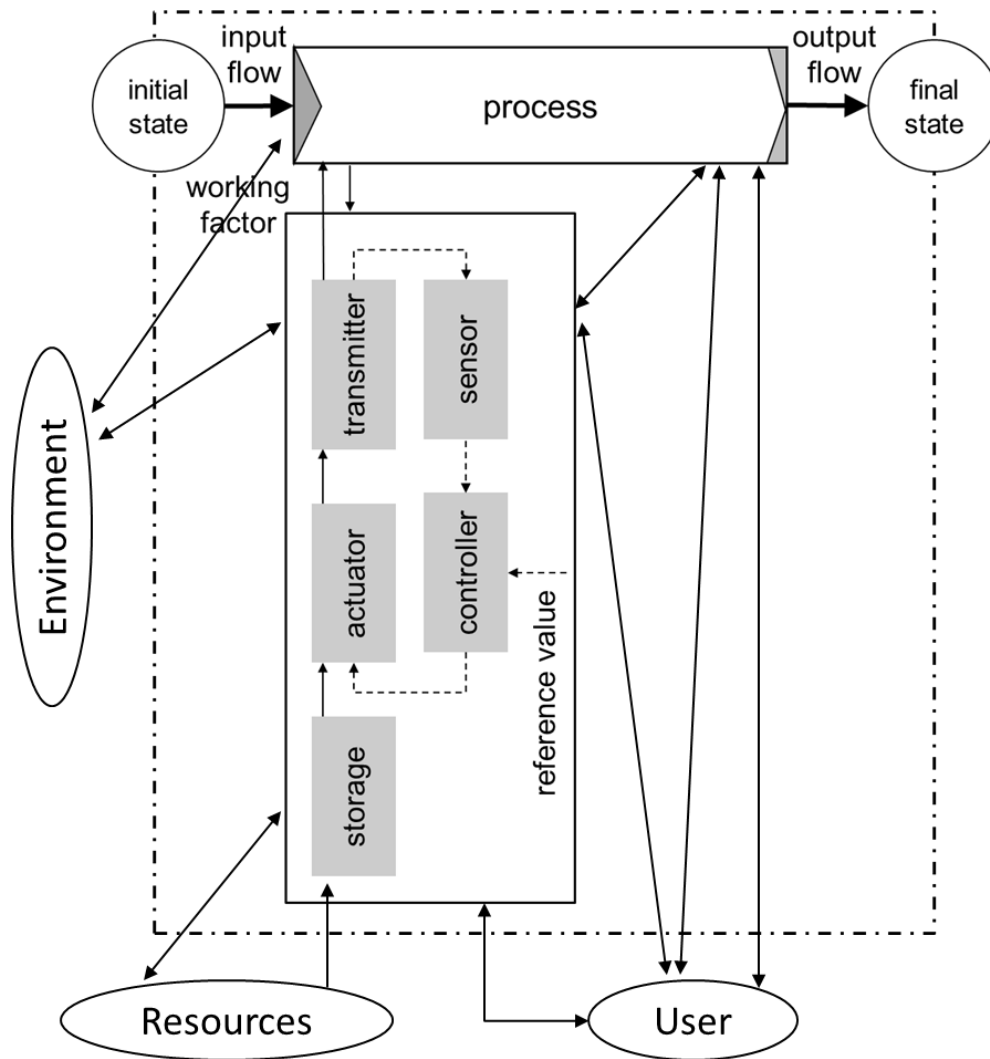 input
flow
output
flow
initial
state
process
final
state
working
factor
transmitter
sensor
Environment
actuator
controller
reference value
storage
Resources
User